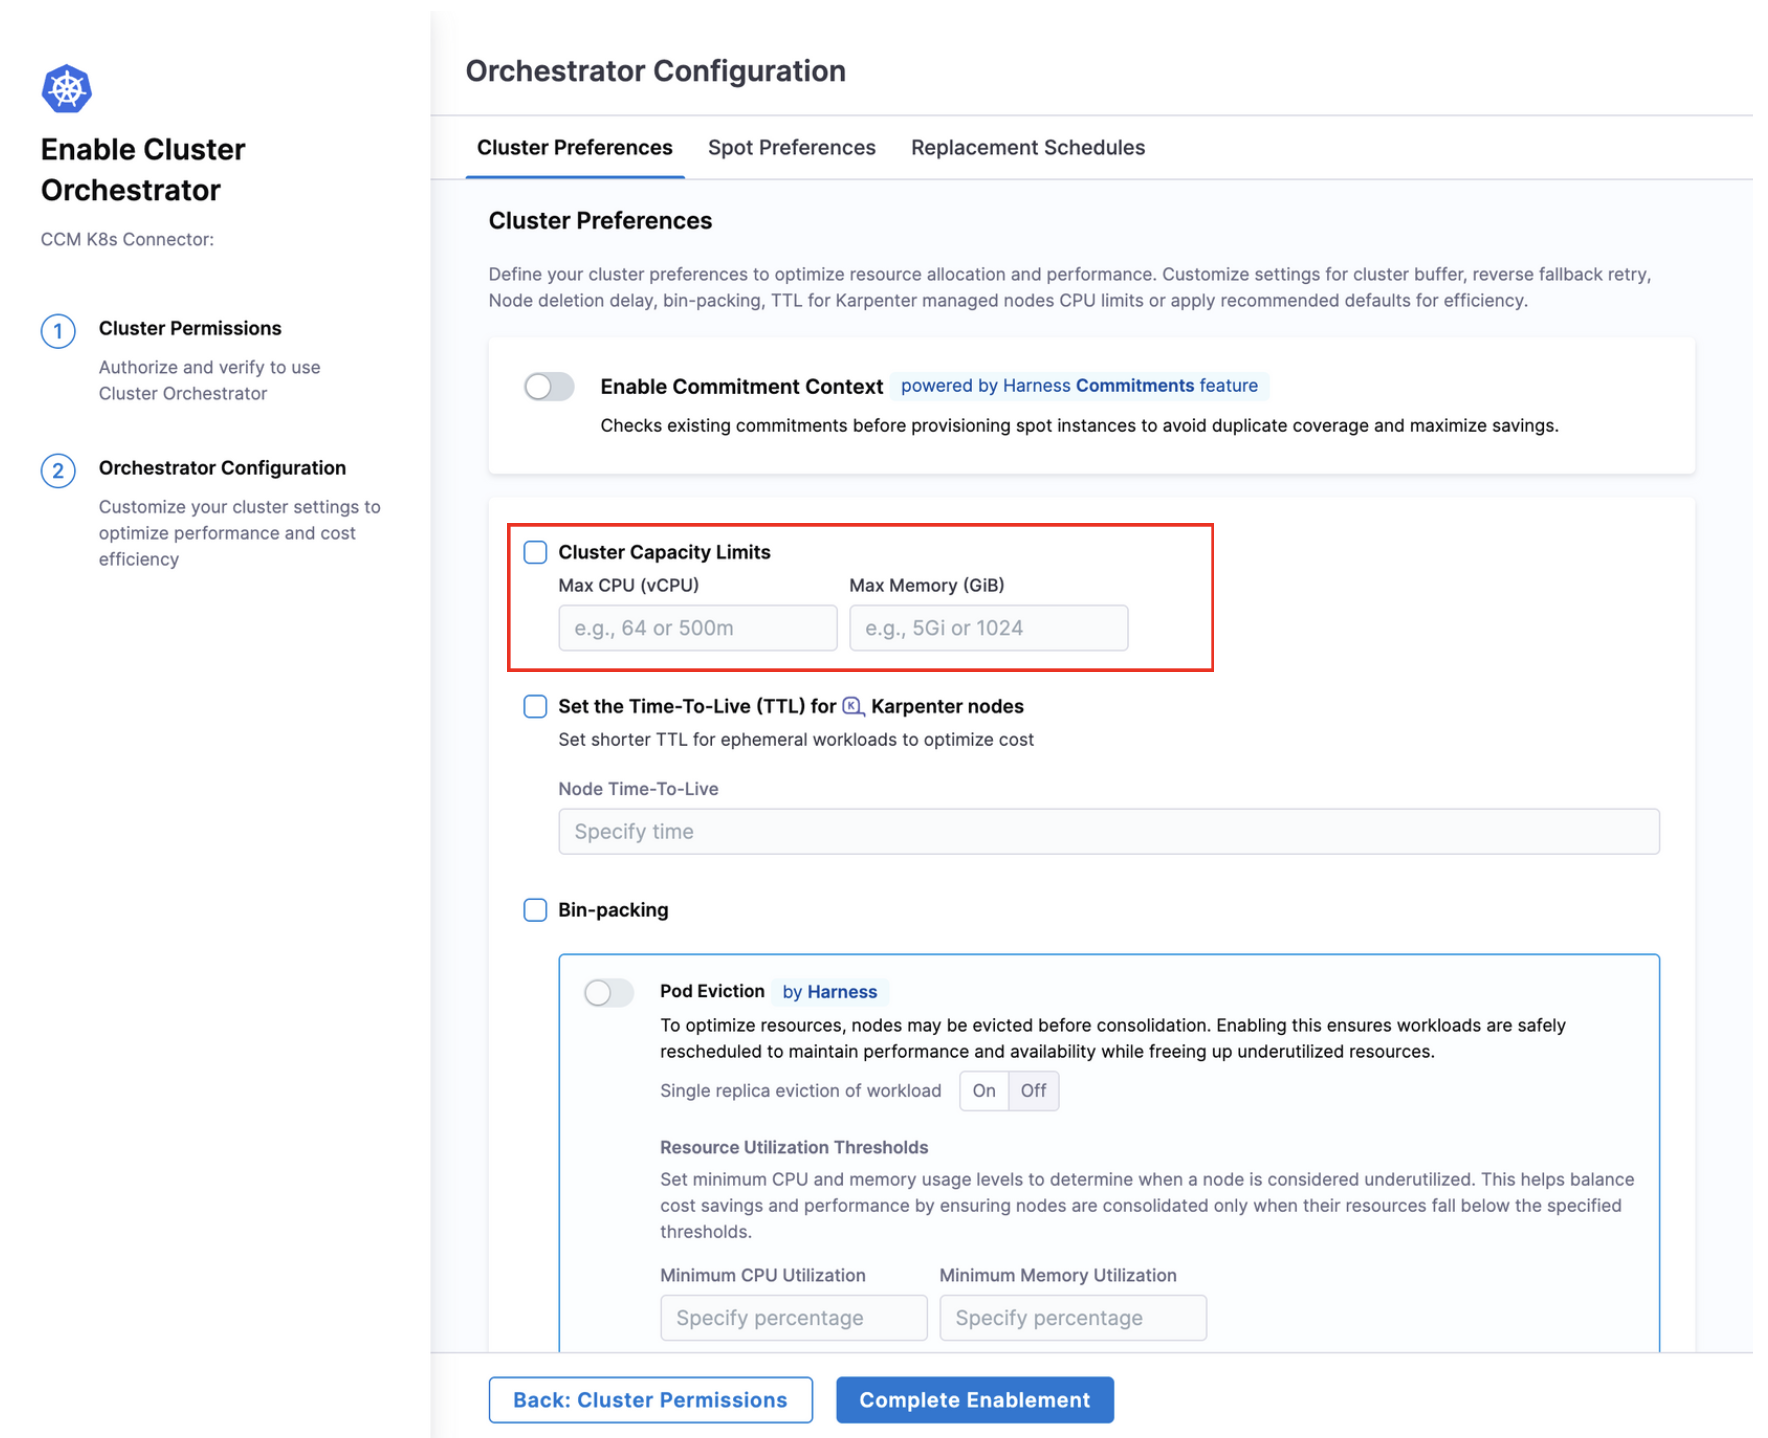 Enable Cluster
Orchestrator
CCM K8s Connector:
1 Cluster Permissions
Authorize and verify to use
Cluster Orchestrator
2 Orchestrator Configuration
Customize your cluster settings to
optimize performance and cost
efficiency
Orchestrator Configuration
Cluster Preferences Spot Preferences Replacement Schedules
Cluster Preferences
Define your cluster preferences to optimize resource allocation and performance. Customize settings for cluster buffer, reverse fallback retry,
Node deletion delay, bin-packing, TTL for Karpenter managed nodes CPU limits or apply recommended defaults for efficiency.
Enable Commitment Context powered by Harness Commitments feature
Checks existing commitments before provisioning spot instances to avoid duplicate coverage and maximize savings.
Cluster Capacity Limits
Max CPU (vCPU) Max Memory (GiB)
e.g., 64 or 500m e.g., 5Gi or 1024
Set the Time-To-Live (TTL) for K Karpenter nodes
Set shorter TTL for ephemeral workloads to optimize cost
Node Time-To-Live
Specify time
Bin-packing
Pod Eviction by Harness
To optimize resources, nodes may be evicted before consolidation. Enabling this ensures workloads are safely
rescheduled to maintain performance and availability while freeing up underutilized resources.
Single replica eviction of workload On Off
Resource Utilization Thresholds
Set minimum CPU and memory usage levels to determine when a node is considered underutilized. This helps balance
cost savings and performance by ensuring nodes are consolidated only when their resources fall below the specified
thresholds.
Minimum CPU Utilization Minimum Memory Utilization
Specify percentage Specify percentage
Back: Cluster Permissions Complete Enablement